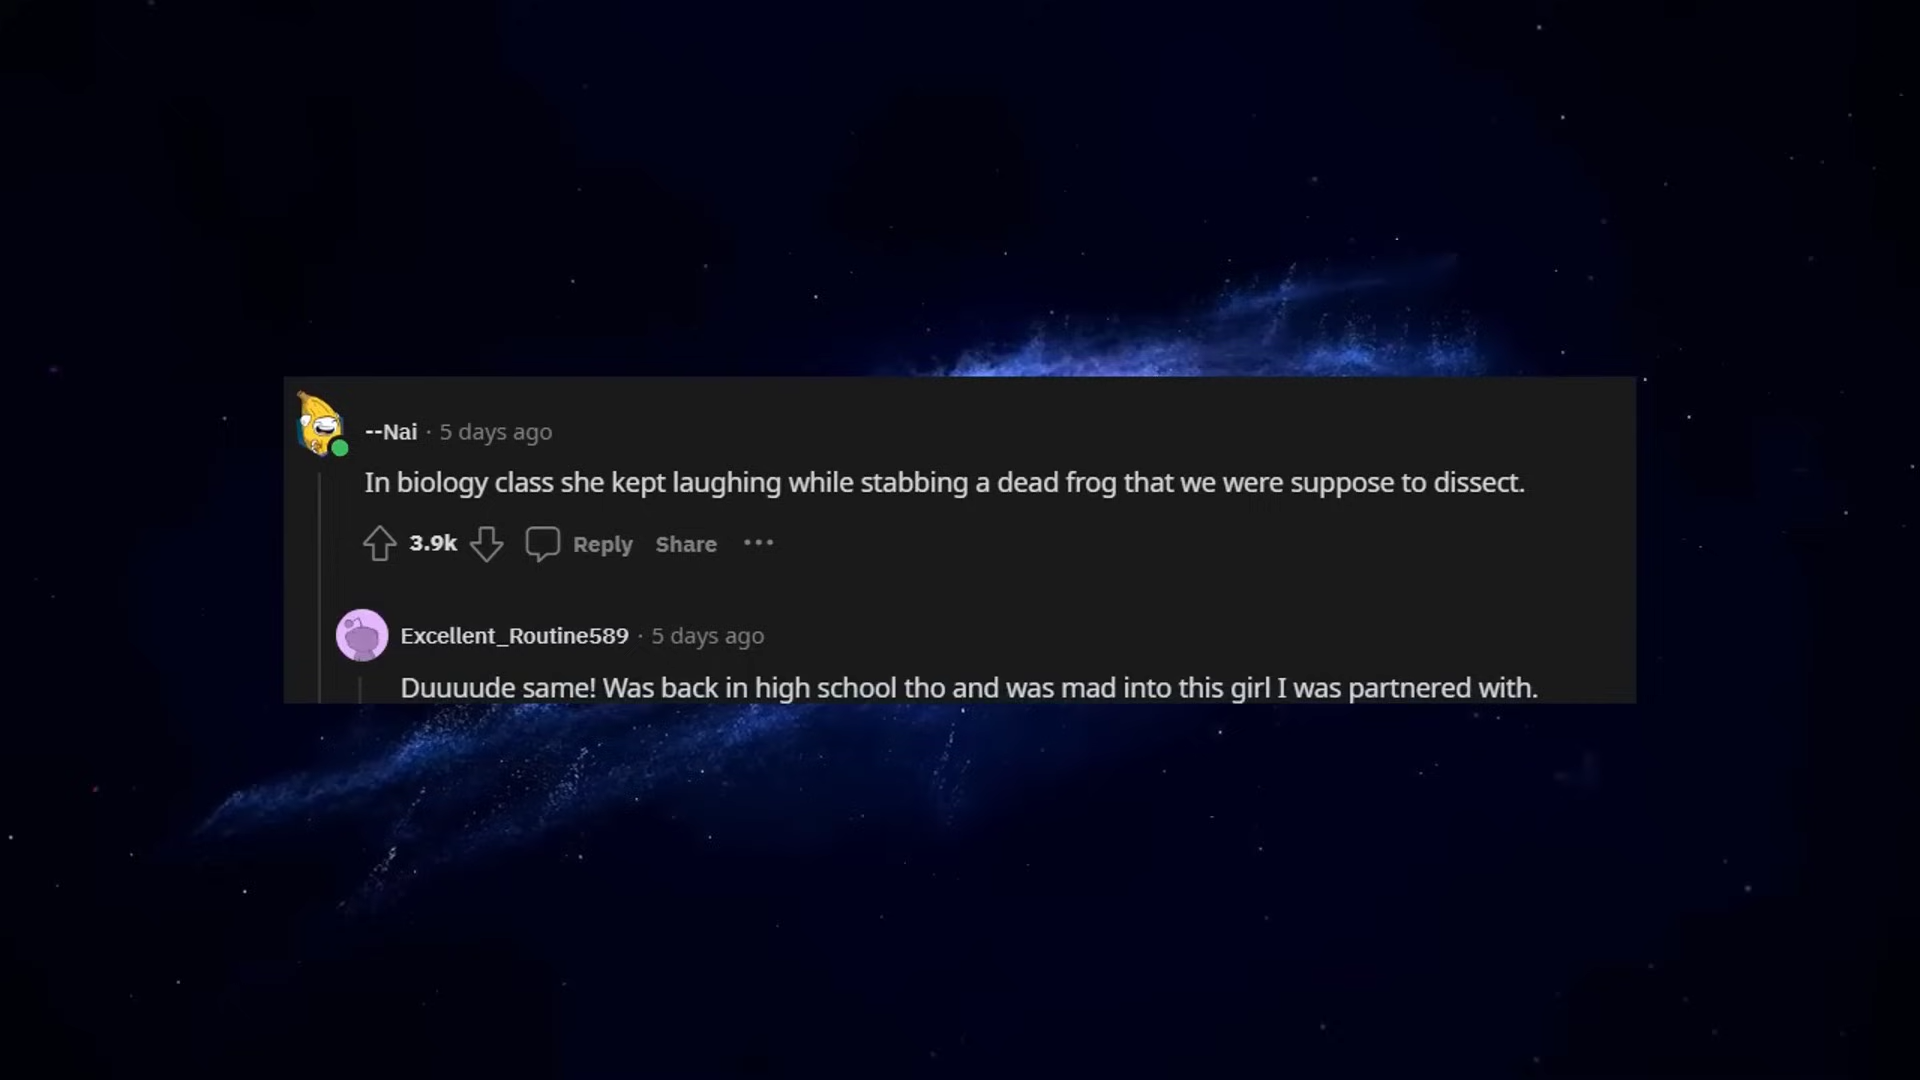 --Nai · 5 days ago
In biology class she kept laughing while stabbing a dead frog that we were suppose to dissect.
3.9k Reply Share ···
Excellent_Routine589 · 5 days ago
Duuuude same! Was back in high school tho and was mad into this girl I was partnered with.